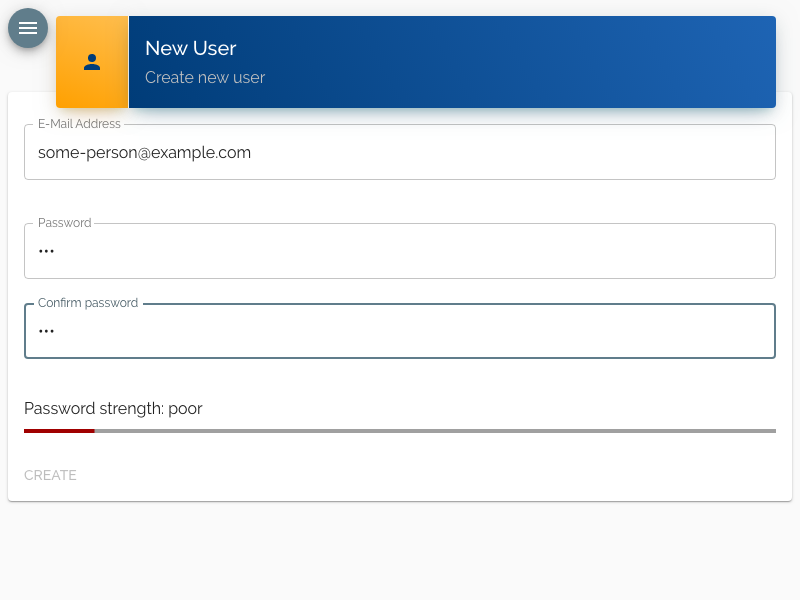 New User
Create new user
E-Mail Address
some-person@example.com
Password
•••
Confirm password
•••
Password strength: poor
CREATE